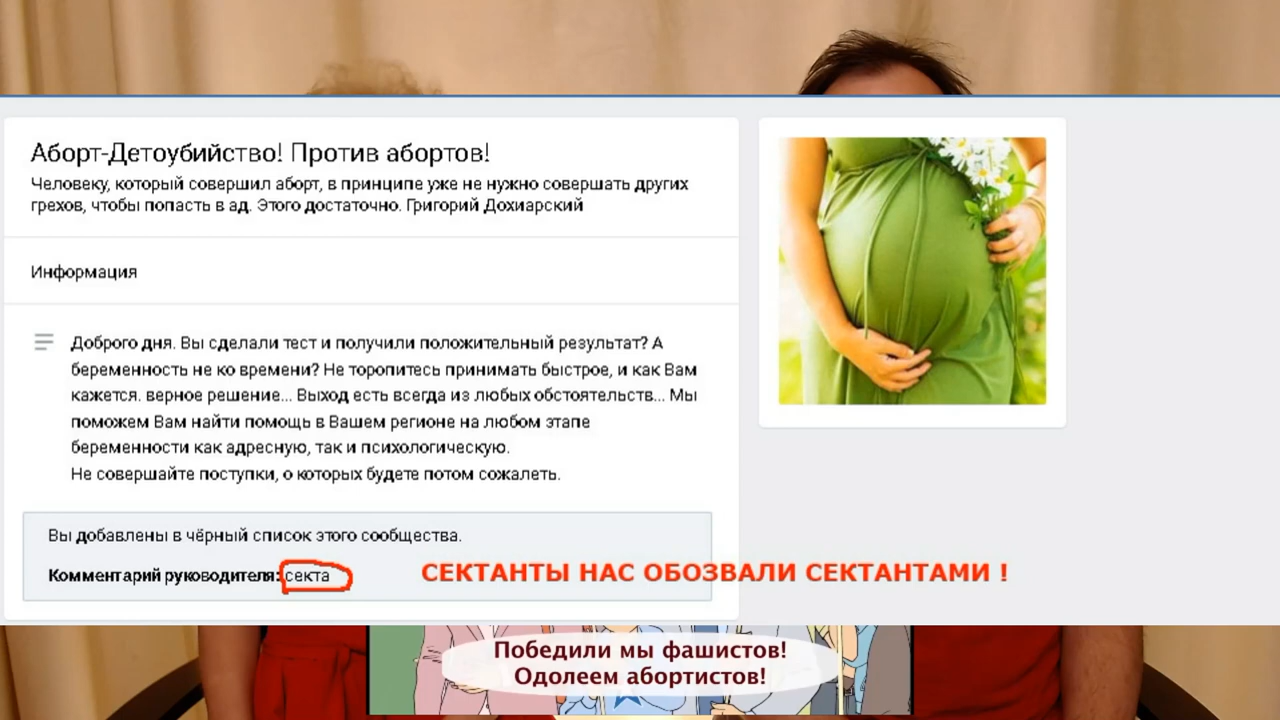 Аборт-Детоубийство! Против абортов!
Человеку, который совершил аборт, в принципе уже не нужно совершать других
грехов, чтобы попасть в ад. Этого достаточно. Григорий Дохиарский
Информация
Доброго дня. Вы сделали тест и получили положительный результат? А
беременность не ко времени? Не торопитесь принимать быстрое, и как Вам
кажется. верное решение... Выход есть всегда из любых обстоятельств... Мы
поможем Вам найти помощь в Вашем регионе на любом этапе
беременности как адресную, так и психологическую.
Не совершайте поступки, о которых будете потом сожалеть.
Вы добавлены в чёрный список этого сообщества.
Комментарий руководителя: секта
СЕКТАНТЫ НАС ОБОЗВАЛИ СЕКТАНТАМИ !
Победили мы фашистов!
Одолеем абортистов!